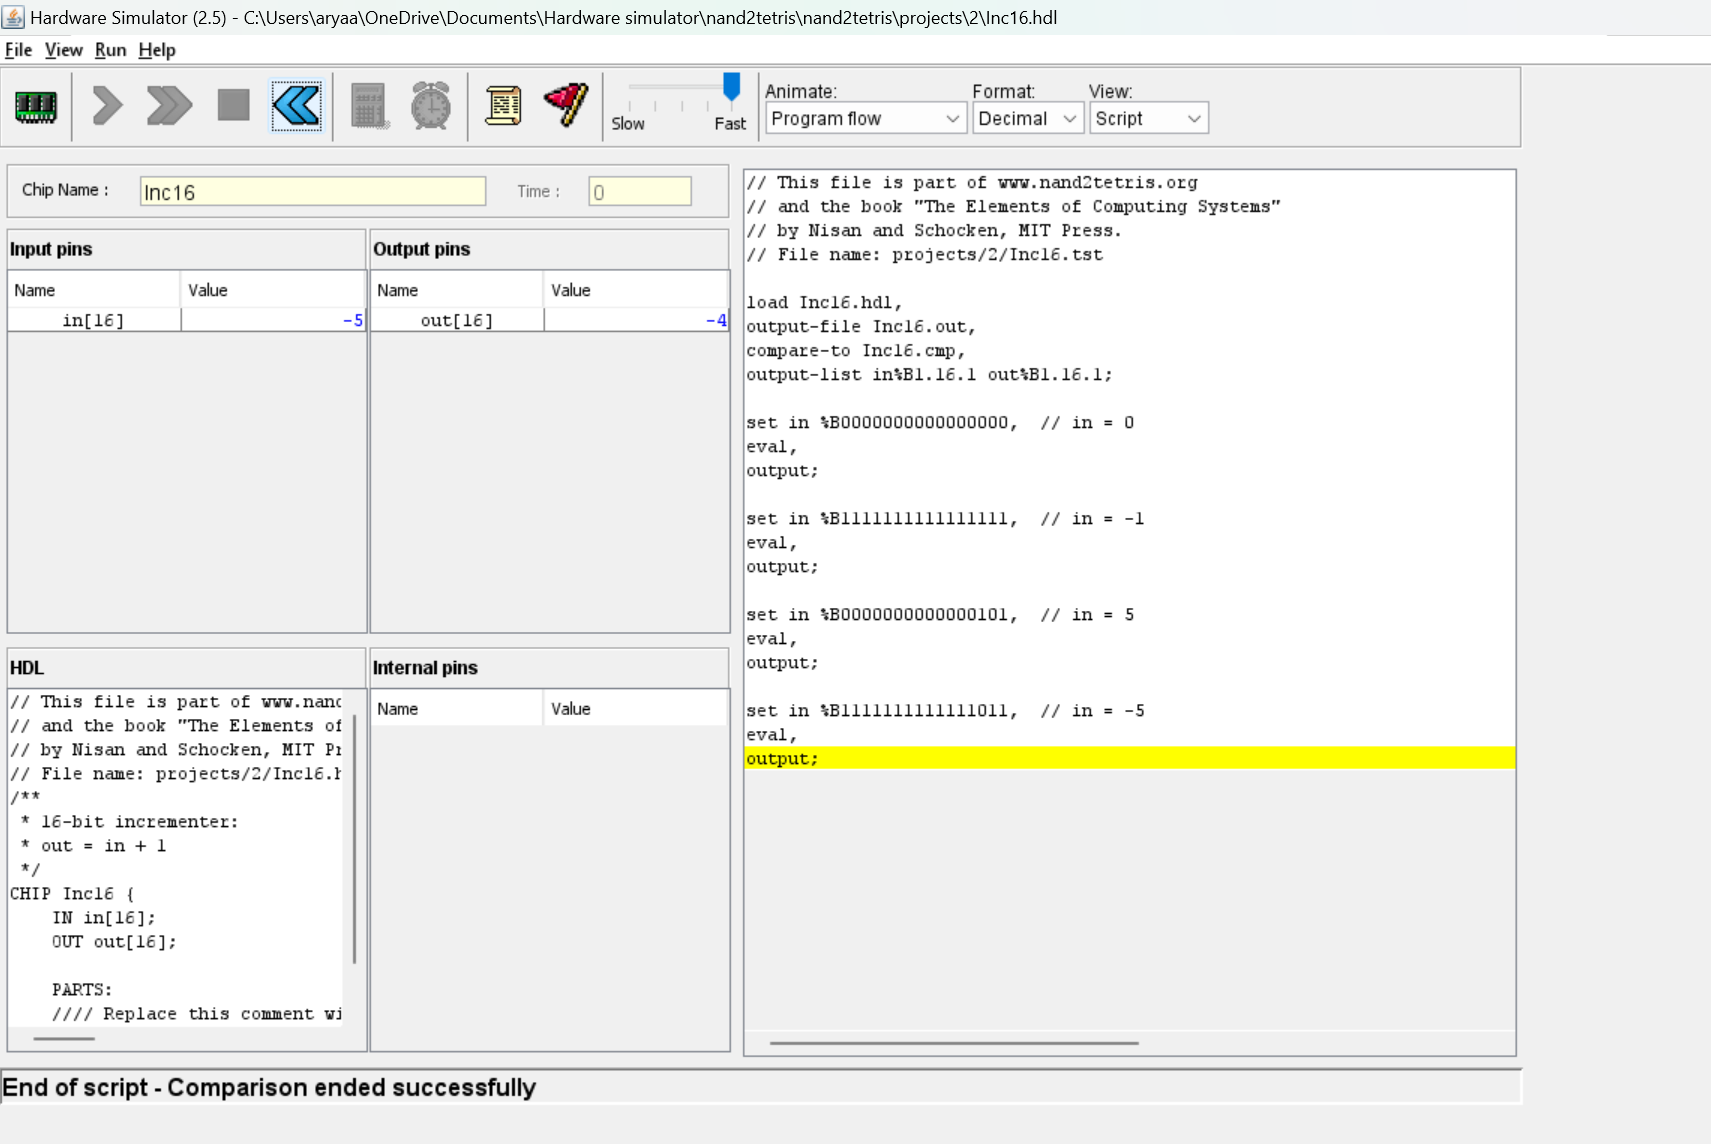 Hardware Simulator (2.5) - C:\Users\aryaa\OneDrive\Documents\Hardware simulator\nand2tetris\nand2tetris\projects\2\Inc16.hdl
File View Run Help
Slow Fast
Animate:
Program flow
Format:
Decimal
View:
Script
Chip Name : Inc16 Time : 0
Input pins
Name Value
in[16] -5
Output pins
Name Value
out[16] -4
HDL
// This file is part of www.nand
// and the book "The Elements of
// by Nisan and Schocken, MIT Pr
// File name: projects/2/Inc16.h
/**
* 16-bit incrementer:
* out = in + 1
*/
CHIP Inc16 {
IN in[16];
OUT out[16];
PARTS:
//// Replace this comment wi
Internal pins
Name Value
// This file is part of www.nand2tetris.org
// and the book "The Elements of Computing Systems"
// by Nisan and Schocken, MIT Press.
// File name: projects/2/Inc16.tst
load Inc16.hdl,
output-file Inc16.out,
compare-to Inc16.cmp,
output-list in%B1.16.1 out%B1.16.1;
set in %B0000000000000000,  // in = 0
eval,
output;
set in %B1111111111111111,  // in = -1
eval,
output;
set in %B0000000000000101,  // in = 5
eval,
output;
set in %B1111111111111011,  // in = -5
eval,
output;
End of script - Comparison ended successfully